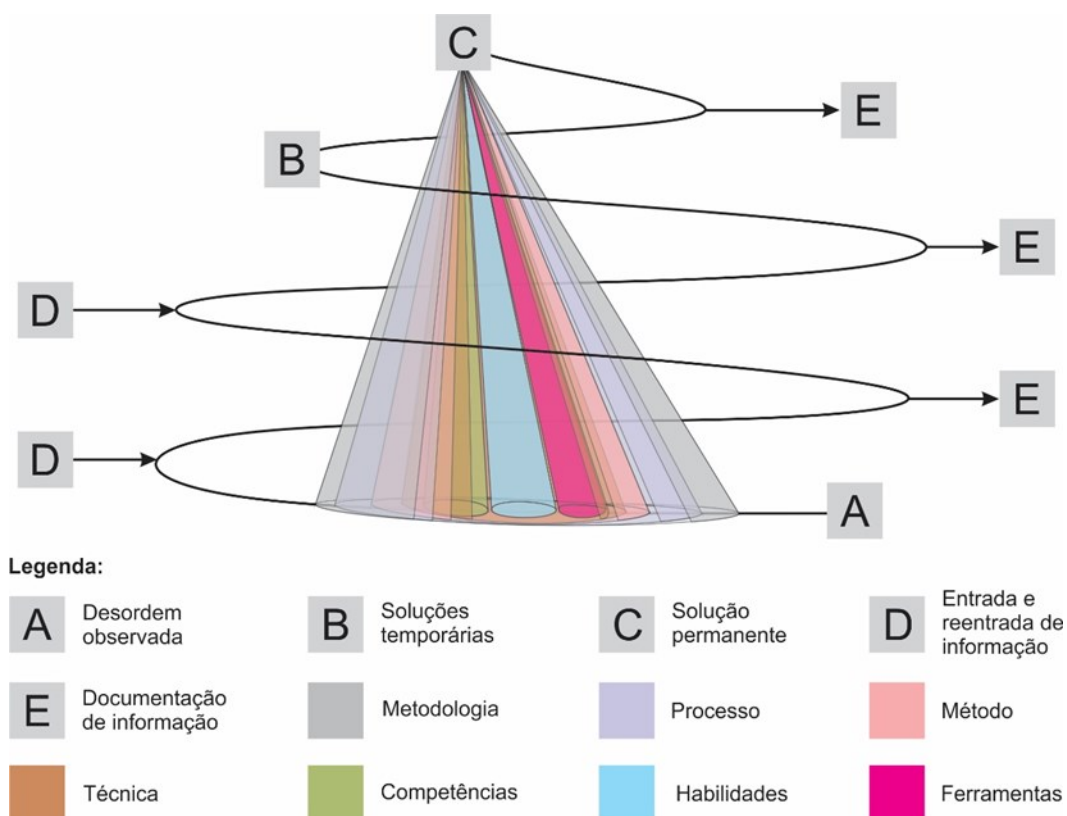 C
E
B
E
D
E
D
A
Legenda:
A Desordem
observada
B Soluções
temporárias
C Solução
permanente
D Entrada e
reentrada de
informação
E Documentação
de informação
Metodologia
Processo
Método
Técnica
Competências
Habilidades
Ferramentas